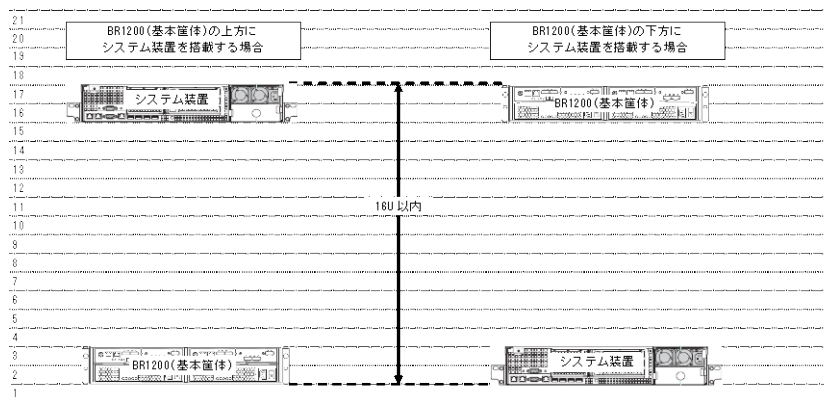 21
20
19
18
17
16
15
14
13
12
11
10
9
8
7
6
5
4
3
2
1
BR1200(基本筐体)の上方に
システム装置を搭載する場合
BR1200(基本筐体)の下方に
システム装置を搭載する場合
システム装置
BR1200(基本筐体)
16U 以内
BR1200(基本筐体)
システム装置